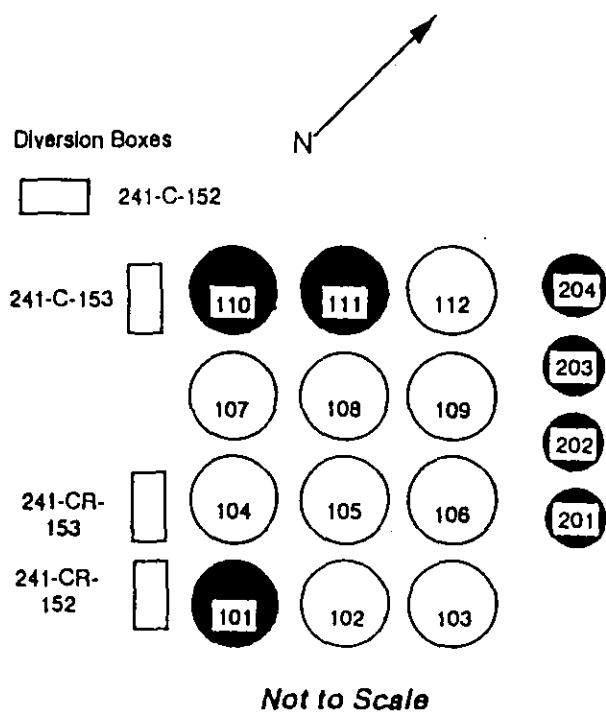 N
Diversion Boxes
241-C-152
241-C-153
110 111 112 204
107 108 109 203
202
241-CR-
153
104 105 106 201
241-CR-
152
101 102 103
Not to Scale